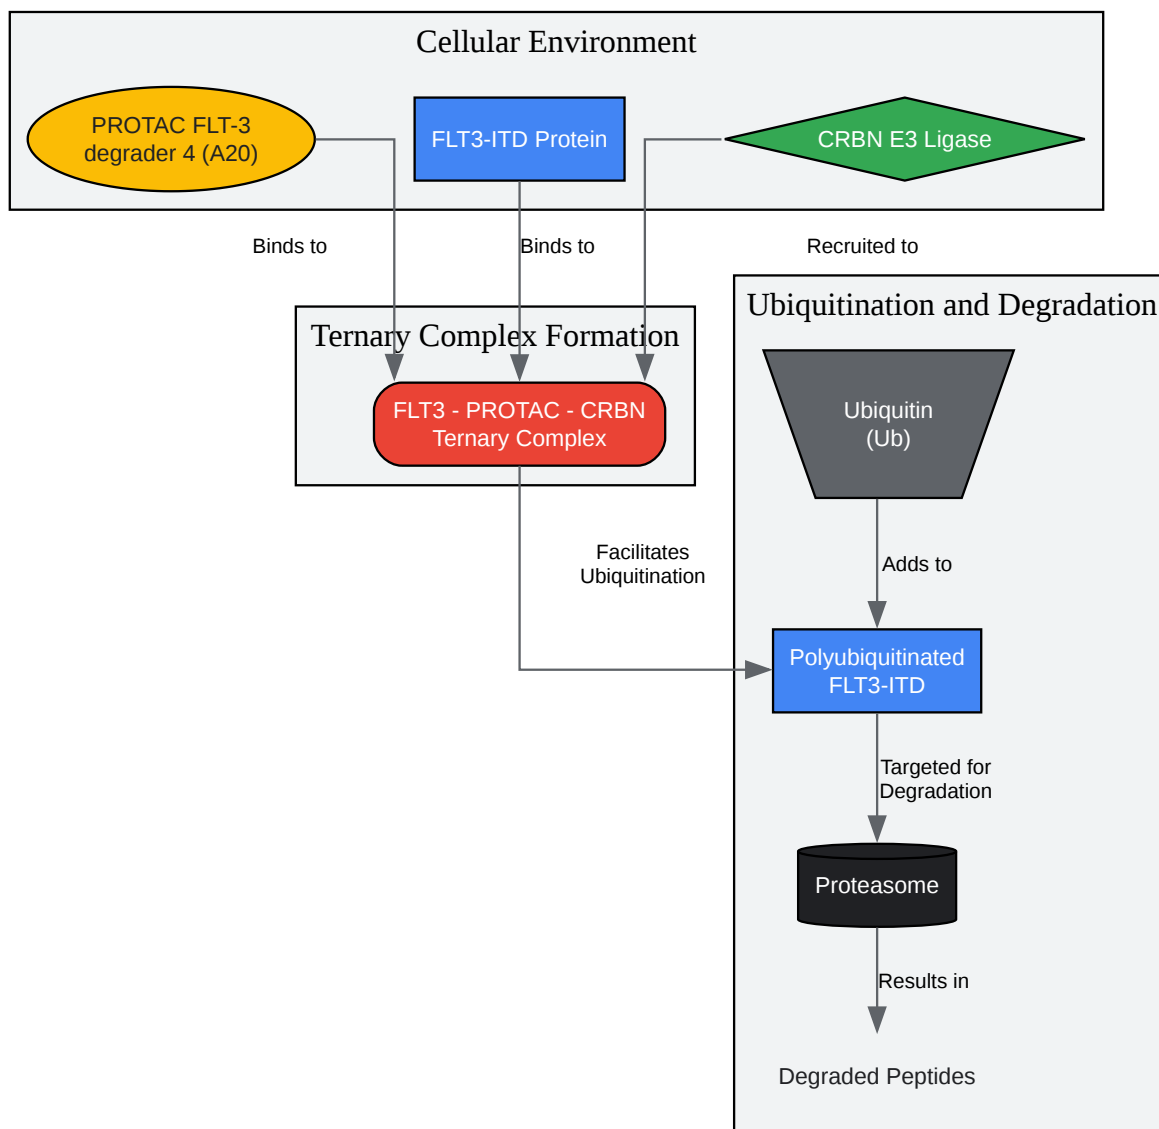 Cellular Environment
PROTAC FLT-3
degrader 4 (A20)
FLT3-ITD Protein
CRBN E3 Ligase
Binds to
Binds to
Recruited to
Ternary Complex Formation
FLT3 - PROTAC - CRBN
Ternary Complex
Ubiquitination and Degradation
Ubiquitin
(Ub)
Facilitates
Ubiquitination
Adds to
Polyubiquitinated
FLT3-ITD
Targeted for
Degradation
Proteasome
Results in
Degraded Peptides